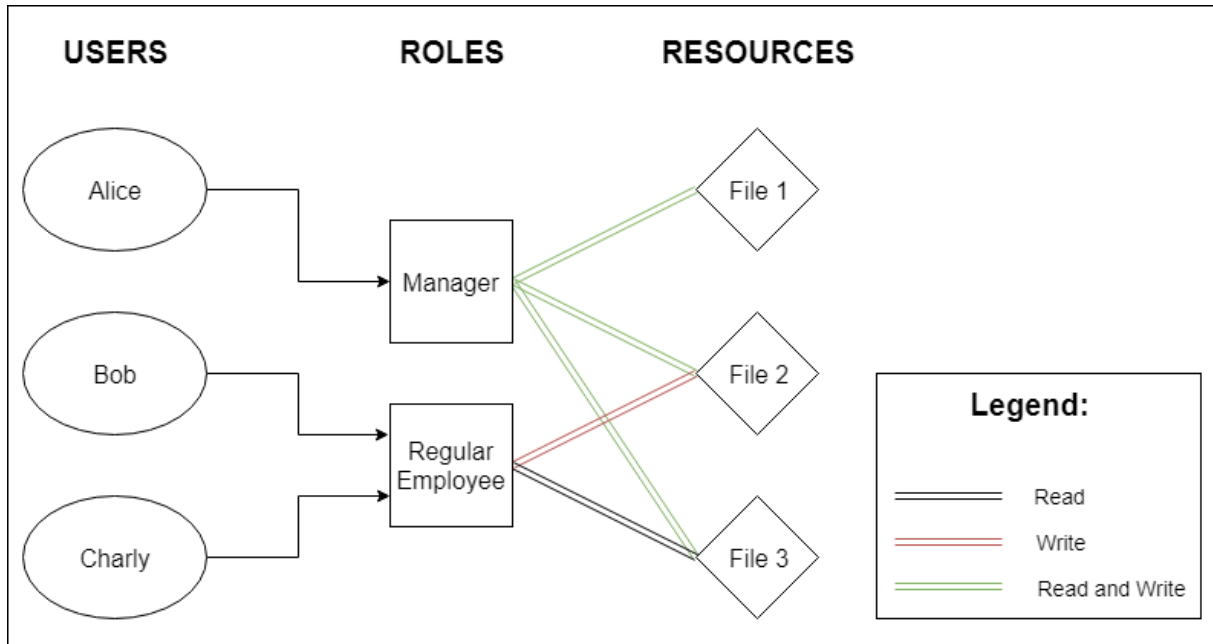 USERS
ROLES
RESOURCES
Alice
File 1
Manager
Bob
File 2
Regular
Employee
Charly
File 3
Legend:
Read
Write
Read and Write